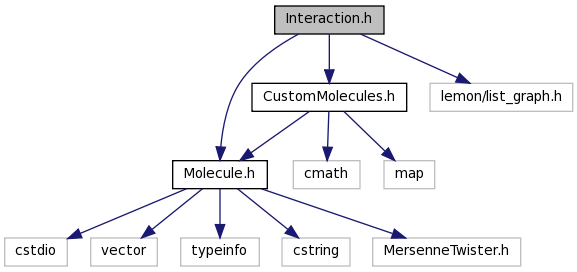 Interaction.h
CustomMolecules.h
lemon/list_graph.h
Molecule.h
cmath
map
cstdio
vector
typeinfo
cstring
MersenneTwister.h